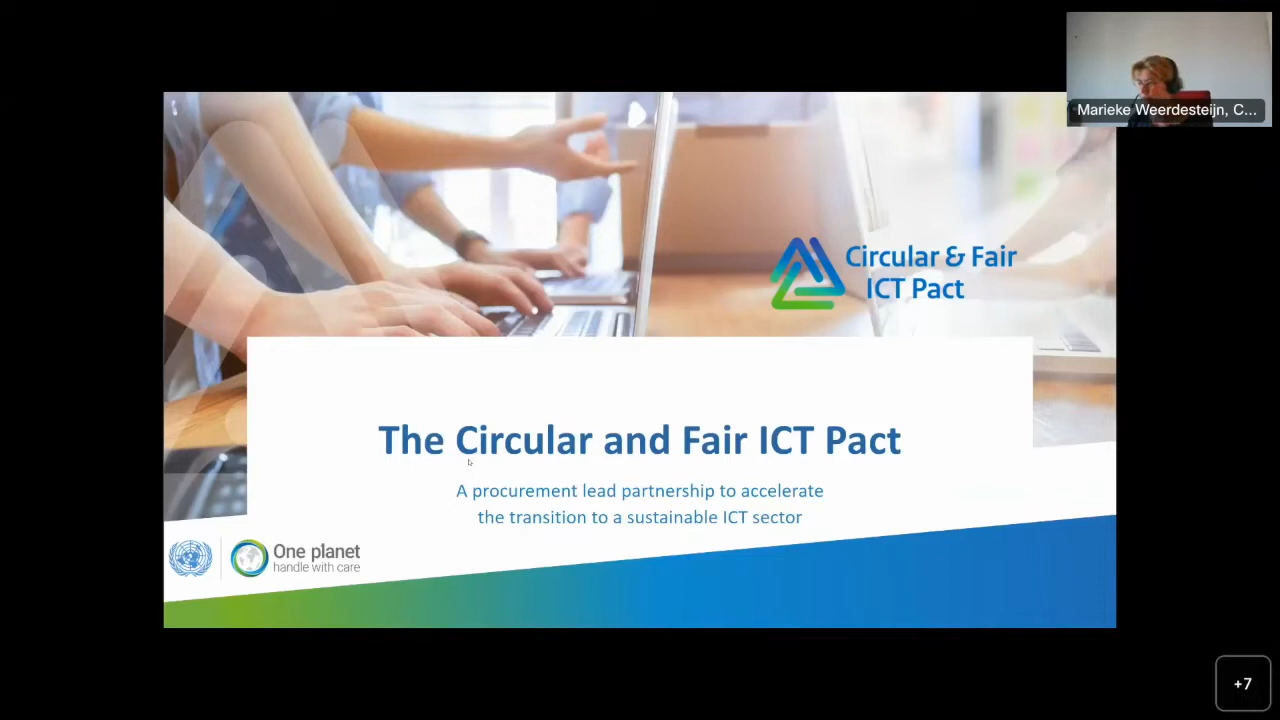 Marieke Weerdesteijn, C...
Circular & Fair
ICT Pact
The Circular and Fair ICT Pact
A procurement lead partnership to accelerate
the transition to a sustainable ICT sector
One planet
handle with care
+7